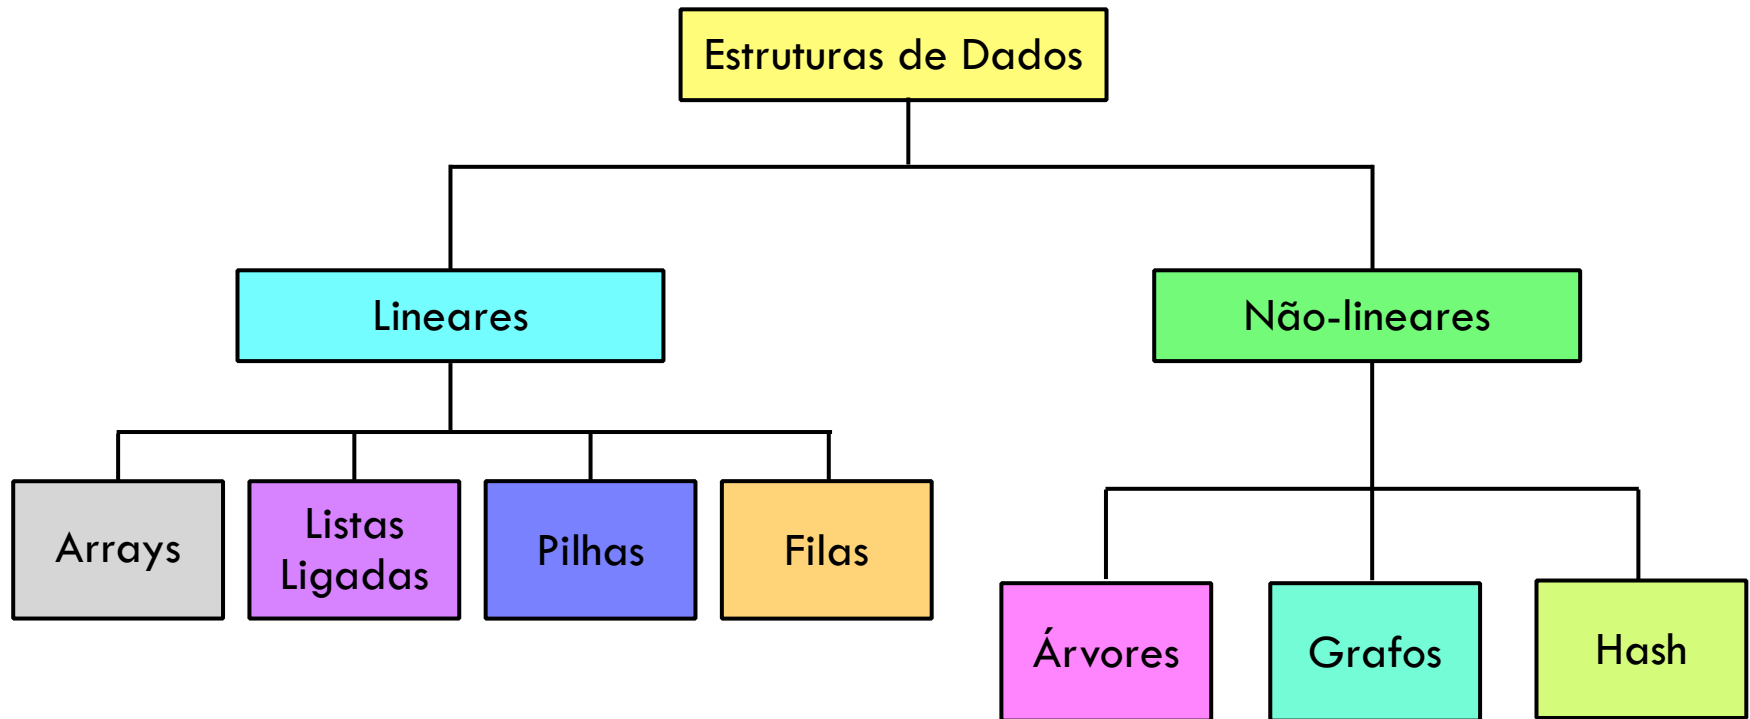 Estruturas de Dados
Lineares
Não-lineares
Arrays
Listas
Ligadas
Pilhas
Filas
Árvores
Grafos
Hash